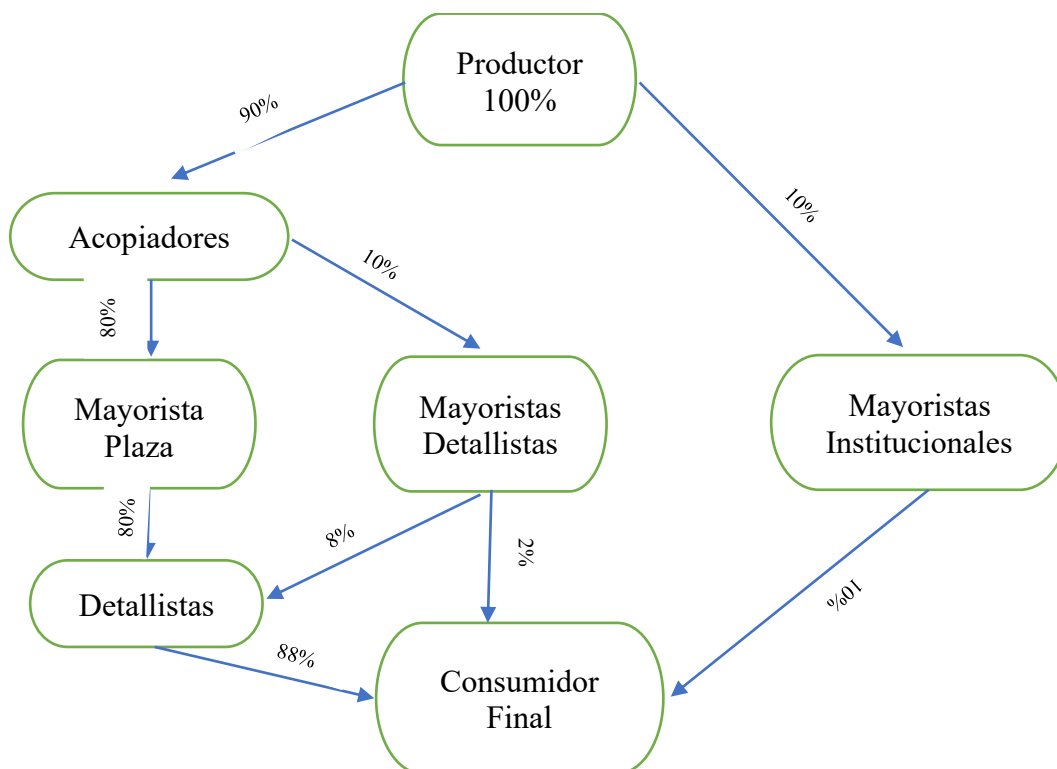 Productor
100%
90%
10%
Acopiadores
10%
80%
Mayorista
Plaza
Mayoristas
Detallistas
Mayoristas
Institucionales
80%
8%
2%
10%
Detallistas
88%
Consumidor
Final